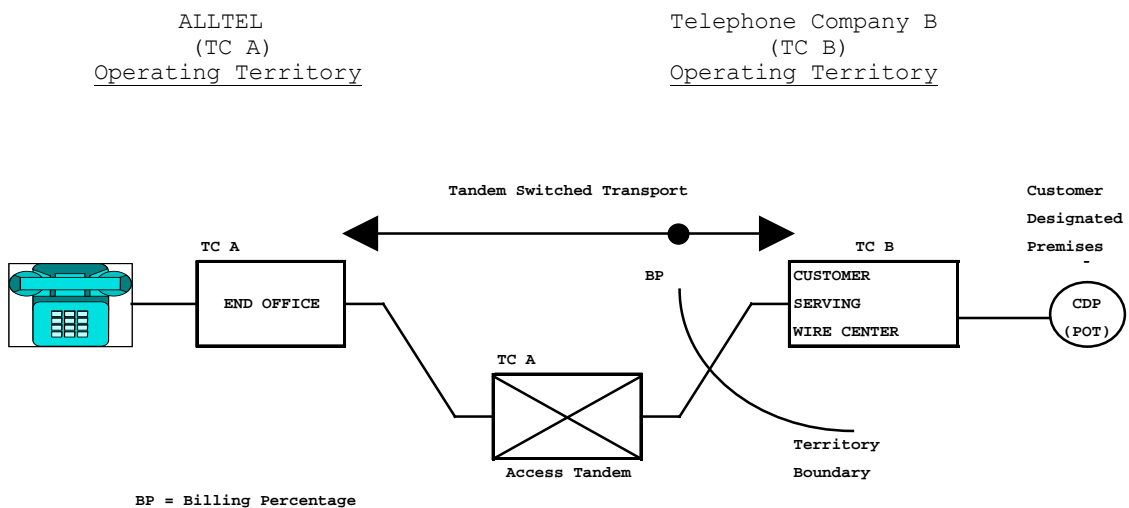 ALLTEL
(TC A)
Operating Territory
Telephone Company B
(TC B)
Operating Territory
Tandem Switched Transport
Customer
Designated
Premises
-
TC A
TC B
BP
END OFFICE
CUSTOMER
SERVING
WIRE CENTER
CDP
(POT)
TC A
Access Tandem
Territory
Boundary
BP = Billing Percentage